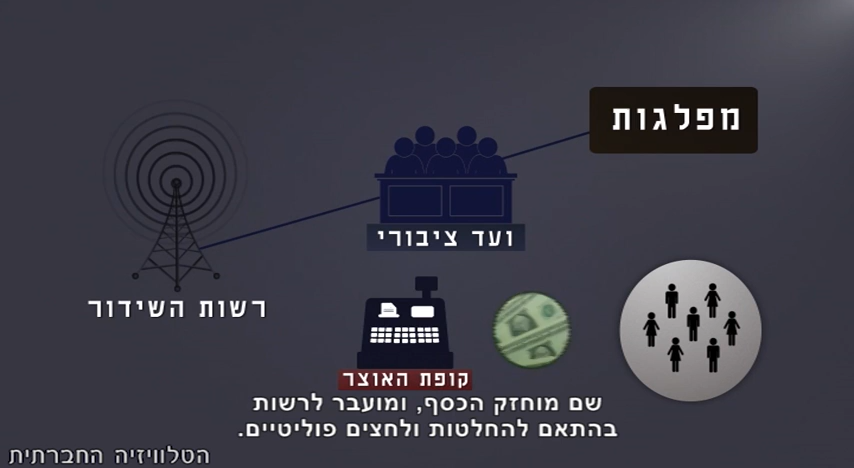 מפלגות
ועד ציבורי
רשות השידור
קופת האוצר
שם מוחזק הכסף, ומועבר לרשות
בהתאם להחלטות ולחצים פוליטיים.
הטלוויזיה החברתית